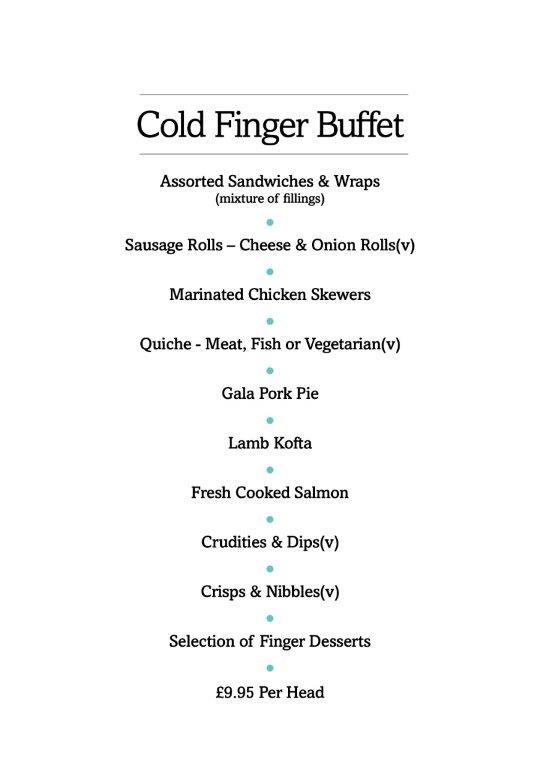 Cold Finger Buffet
Assorted Sandwiches & Wraps
(mixture of fillings)
Sausage Rolls – Cheese & Onion Rolls(v)
Marinated Chicken Skewers
Quiche - Meat, Fish or Vegetarian(v)
Gala Pork Pie
Lamb Kofta
Fresh Cooked Salmon
Crudities & Dips(v)
Crisps & Nibbles(v)
Selection of Finger Desserts
£9.95 Per Head